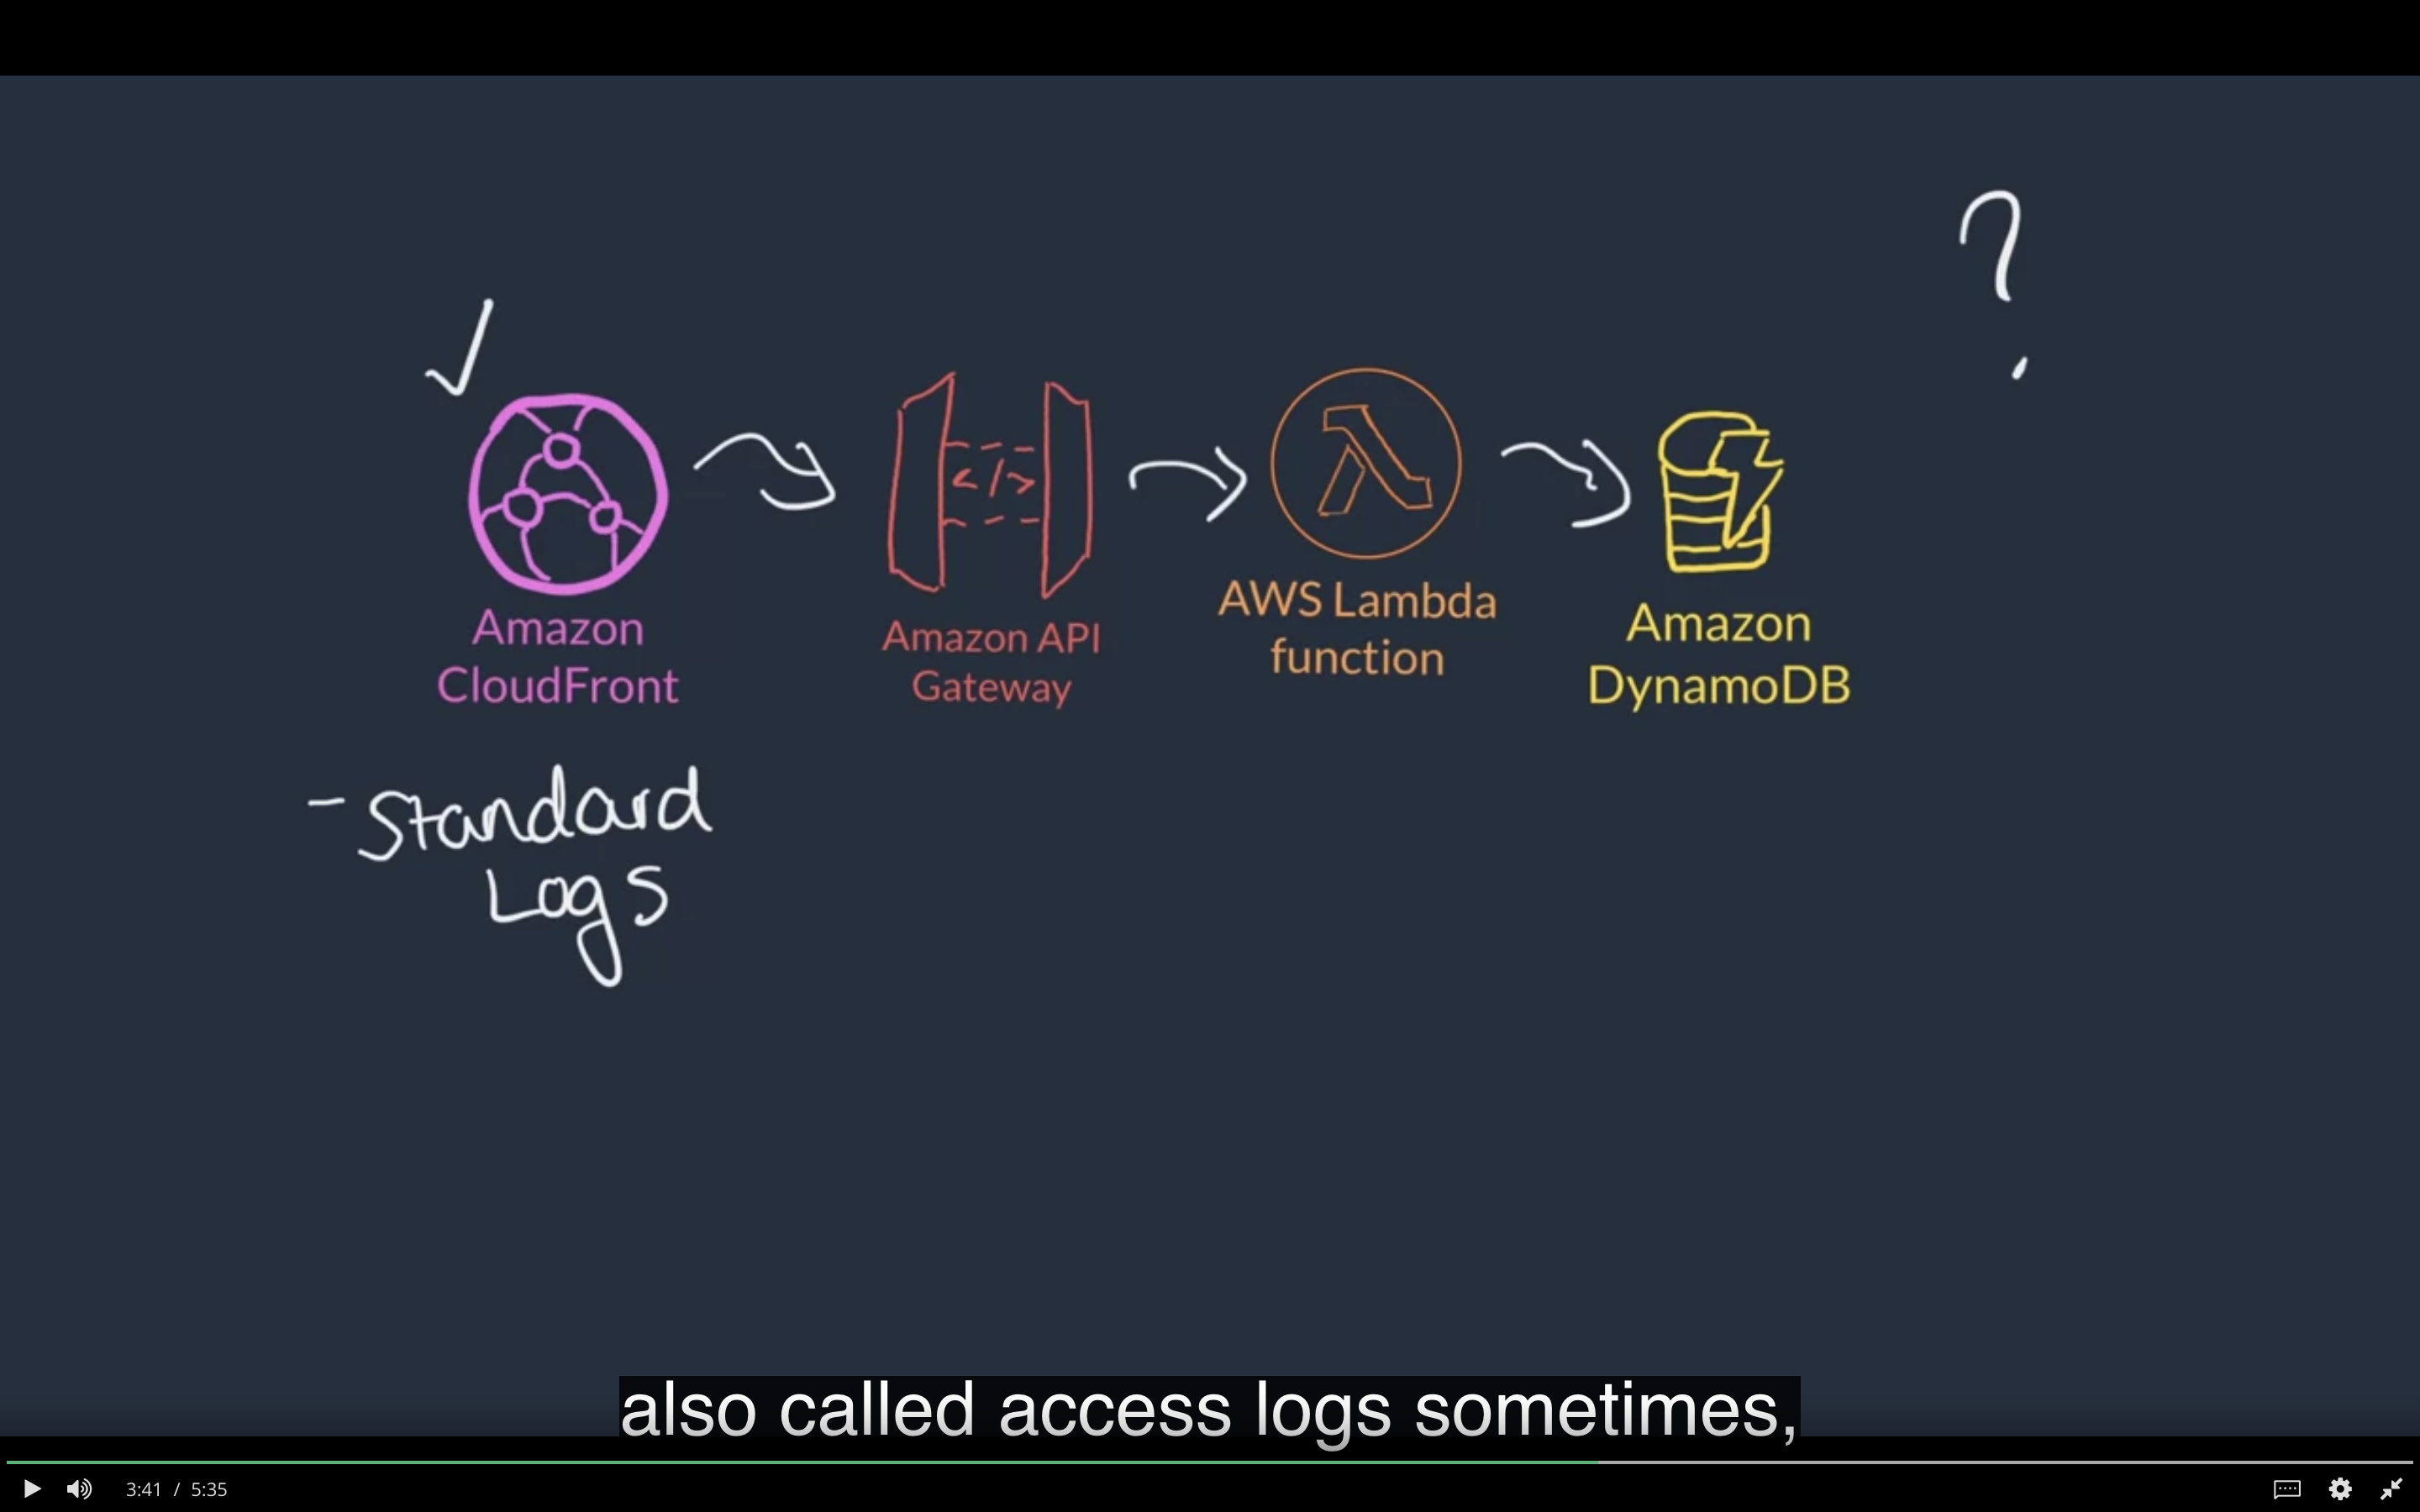 ?
Amazon
CloudFront
Amazon API
Gateway
</>
AWS Lambda
function
Amazon
DynamoDB
- Standard
Logs
also called access logs sometimes,
3:41 / 5:35